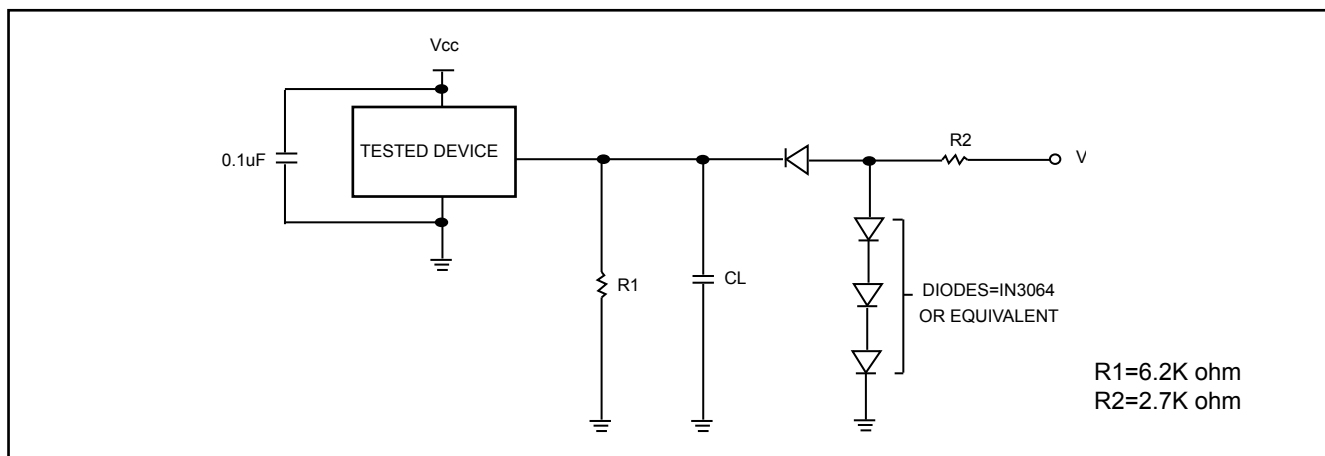 Vcc
0.1uF
TESTED DEVICE
R2
V
R1
CL
DIODES=IN3064
OR EQUIVALENT
R1=6.2K ohm
R2=2.7K ohm